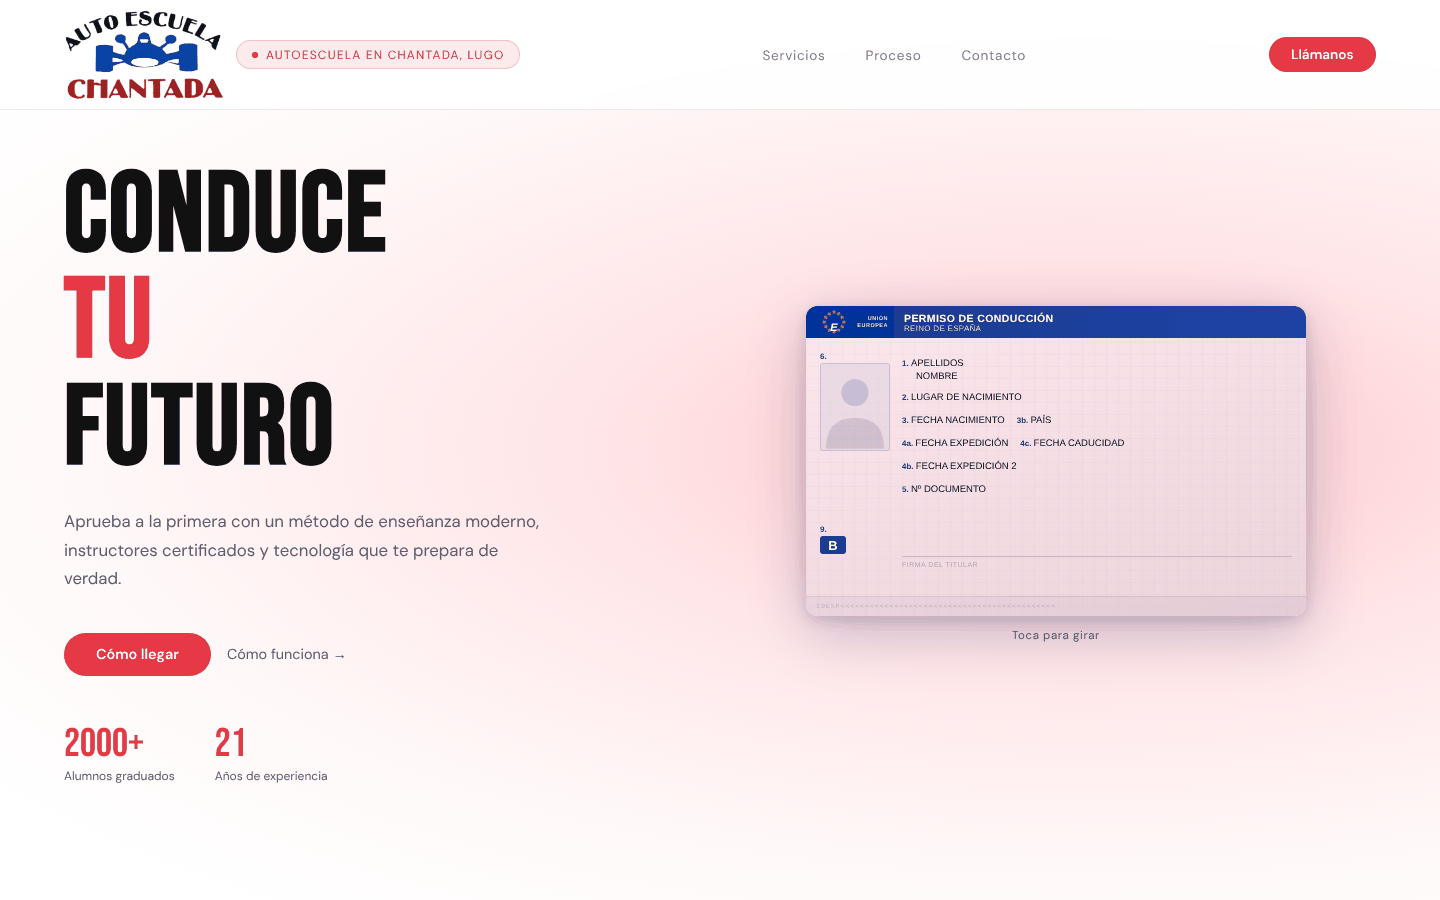 AUTO ESCUELA
CHANTADA
AUTOESCUELA EN CHANTADA, LUGO
Servicios
Proceso
Contacto
Llámanos
CONDUCE
TU
FUTURO
Aprueba a la primera con un método de enseñanza moderno,
instructores certificados y tecnología que te prepara de
verdad.
Cómo llegar
Cómo funciona →
2000+
Alumnos graduados
21
Años de experiencia
E
UNIÓN
EUROPEA
PERMISO DE CONDUCCIÓN
REINO DE ESPAÑA
6.
1. APELLIDOS
NOMBRE
2. LUGAR DE NACIMIENTO
3. FECHA NACIMIENTO 3b. PAÍS
4a. FECHA EXPEDICIÓN 4c. FECHA CADUCIDAD
4b. FECHA EXPEDICIÓN 2
5. Nº DOCUMENTO
9.
B
FIRMA DEL TITULAR
Toca para girar